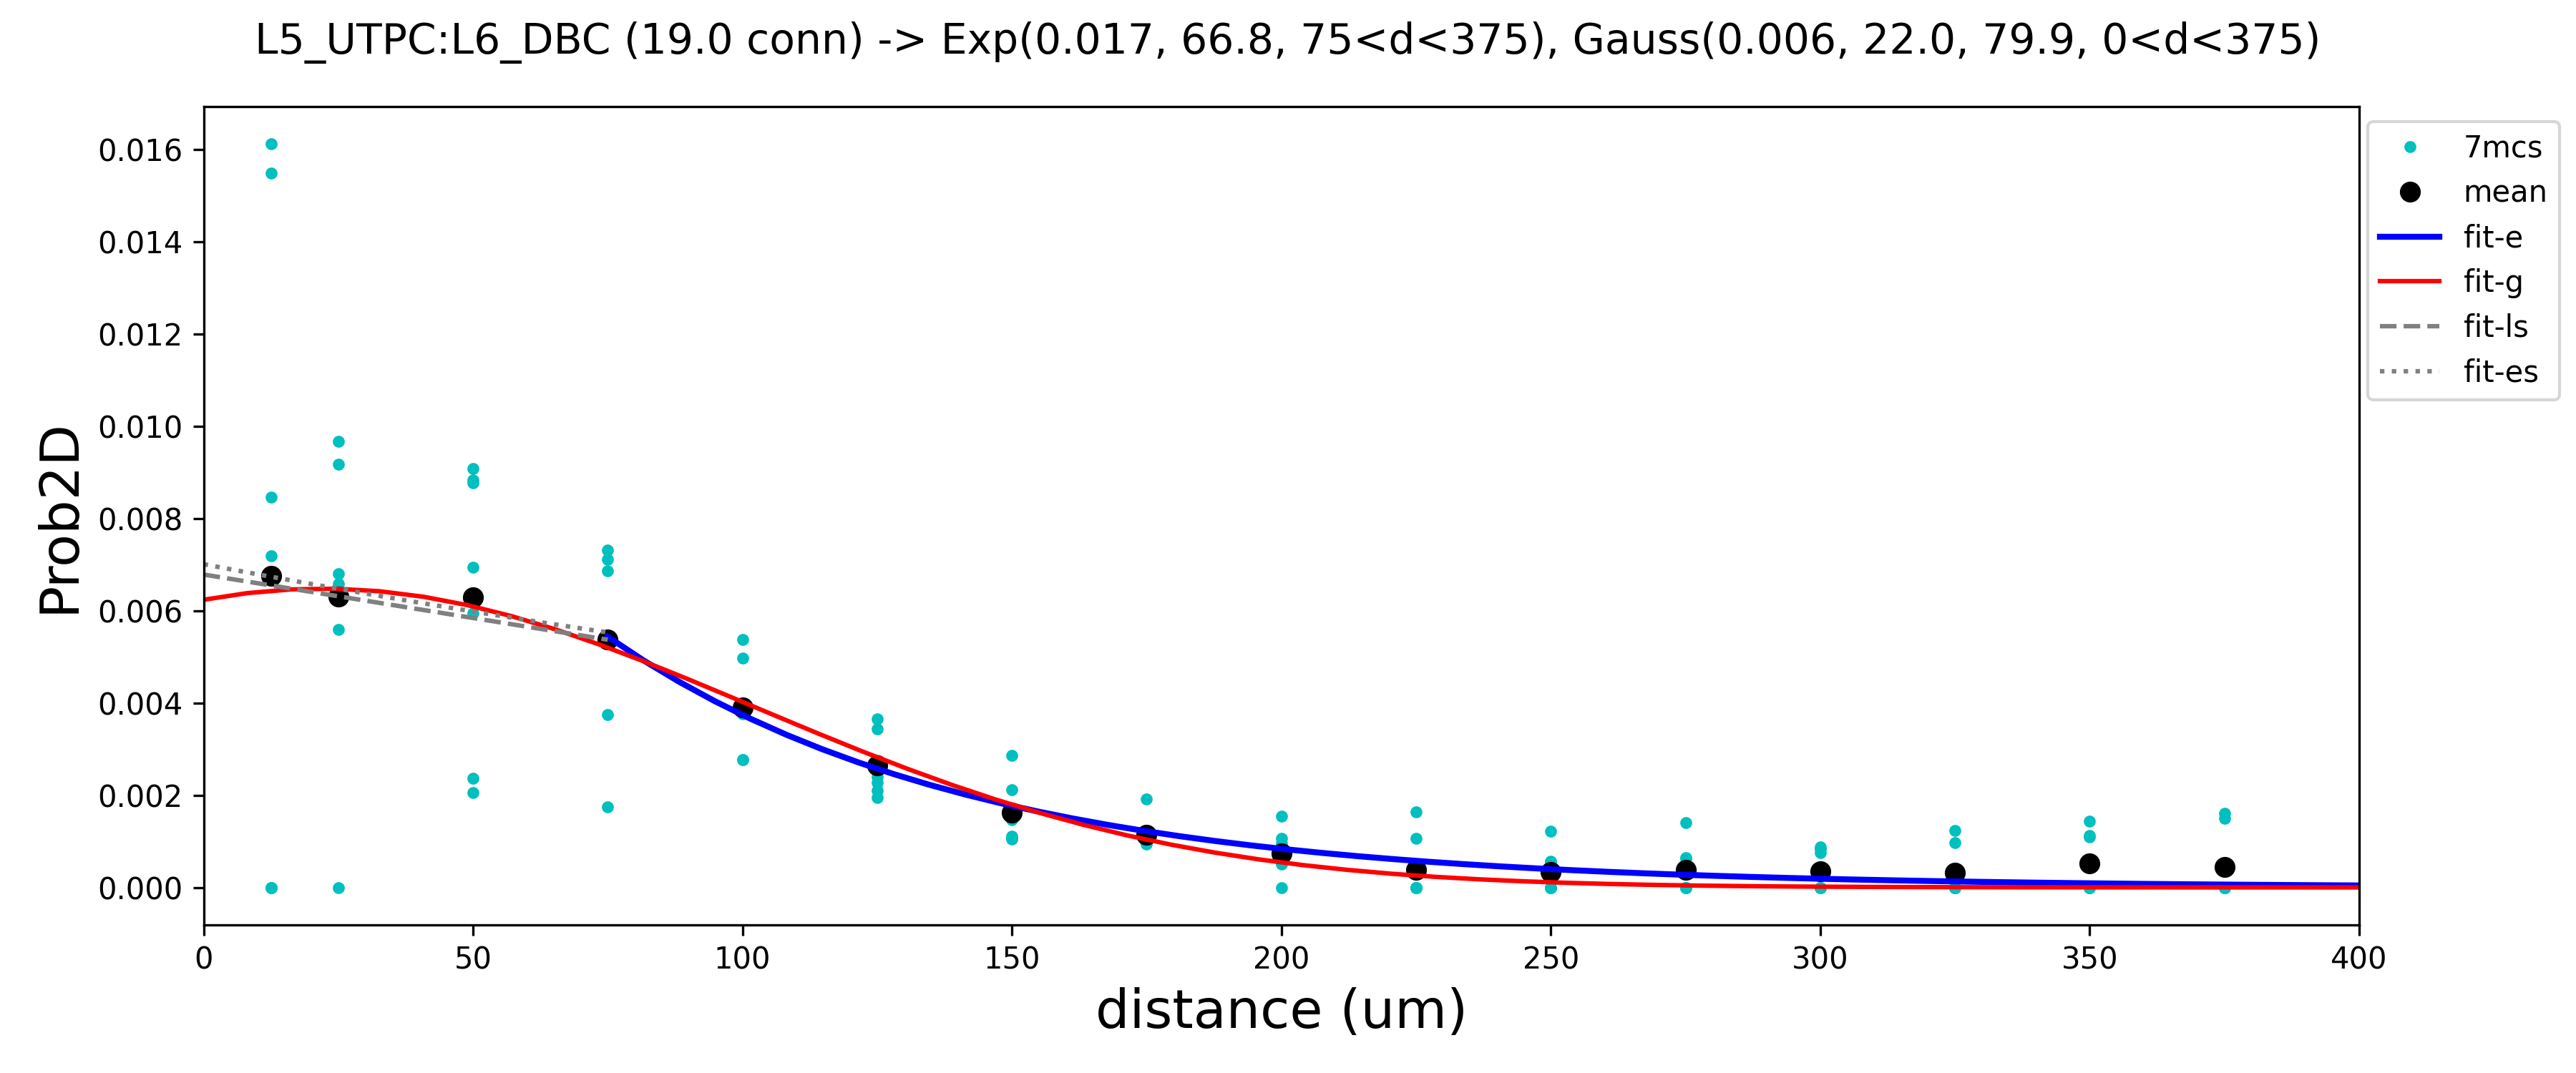 L5_UTPC:L6_DBC (19.0 conn) -> Exp(0.017, 66.8, 75<d<375), Gauss(0.006, 22.0, 79.9, 0<d<375)
0.016
0.014
0.012
0.010
0.008
0.006
0.004
0.002
0.000
Prob2D
0 50 100 150 200 250 300 350 400
distance (um)
7mcs
mean
fit-e
fit-g
fit-ls
fit-es